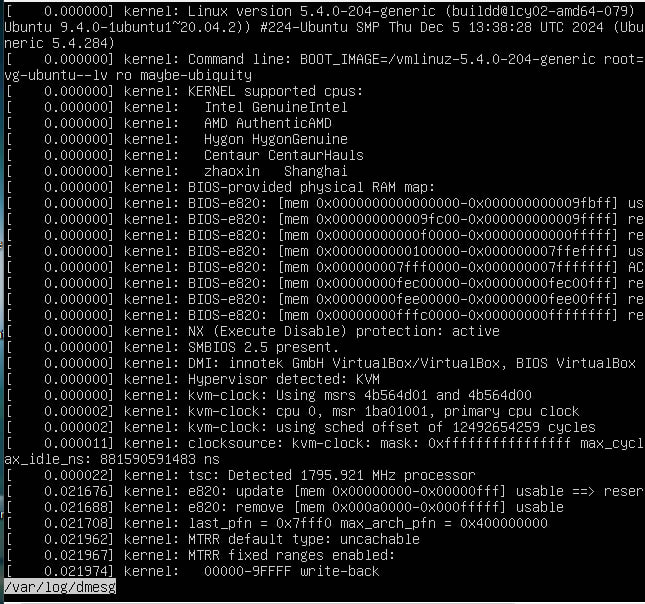 [    0.000000] kernel: Linux version 5.4.0-204-generic (buildd@lcy02-amd64-079)
Ubuntu 9.4.0-1ubuntu1~20.04.2)) #224-Ubuntu SMP Thu Dec 5 13:38:28 UTC 2024 (Ubu
neric 5.4.284)
[    0.000000] kernel: Command line: BOOT_IMAGE=/vmlinuz-5.4.0-204-generic root=
vg-ubuntu--lv ro maybe-ubiquity
[    0.000000] kernel: KERNEL supported cpus:
[    0.000000] kernel:   Intel GenuineIntel
[    0.000000] kernel:   AMD AuthenticAMD
[    0.000000] kernel:   Hygon HygonGenuine
[    0.000000] kernel:   Centaur CentaurHauls
[    0.000000] kernel:   zhaoxin   Shanghai
[    0.000000] kernel: BIOS-provided physical RAM map:
[    0.000000] kernel: BIOS-e820: [mem 0x0000000000000000-0x000000000009fbff] us
[    0.000000] kernel: BIOS-e820: [mem 0x000000000009fc00-0x000000000009ffff] re
[    0.000000] kernel: BIOS-e820: [mem 0x00000000000f0000-0x00000000000fffff] re
[    0.000000] kernel: BIOS-e820: [mem 0x0000000000100000-0x000000007ffeffff] us
[    0.000000] kernel: BIOS-e820: [mem 0x000000007fff0000-0x000000007fffffff] AC
[    0.000000] kernel: BIOS-e820: [mem 0x00000000fec00000-0x00000000fec00fff] re
[    0.000000] kernel: BIOS-e820: [mem 0x00000000fee00000-0x00000000fee00fff] re
[    0.000000] kernel: BIOS-e820: [mem 0x00000000fffc0000-0x00000000ffffffff] re
[    0.000000] kernel: NX (Execute Disable) protection: active
[    0.000000] kernel: SMBIOS 2.5 present.
[    0.000000] kernel: DMI: innotek GmbH VirtualBox/VirtualBox, BIOS VirtualBox
[    0.000000] kernel: Hypervisor detected: KVM
[    0.000000] kernel: kvm-clock: Using msrs 4b564d01 and 4b564d00
[    0.000002] kernel: kvm-clock: cpu 0, msr 1ba01001, primary cpu clock
[    0.000002] kernel: kvm-clock: using sched offset of 12492654259 cycles
[    0.000011] kernel: clocksource: kvm-clock: mask: 0xffffffffffffffff max_cycl
ax_idle_ns: 881590591483 ns
[    0.000022] kernel: tsc: Detected 1795.921 MHz processor
[    0.021676] kernel: e820: update [mem 0x00000000-0x00000fff] usable ==> reser
[    0.021688] kernel: e820: remove [mem 0x000a0000-0x000fffff] usable
[    0.021708] kernel: last_pfn = 0x7fff0 max_arch_pfn = 0x400000000
[    0.021962] kernel: MTRR default type: uncachable
[    0.021967] kernel: MTRR fixed ranges enabled:
[    0.021974] kernel:   00000-9FFFF write-back
/var/log/dmesg